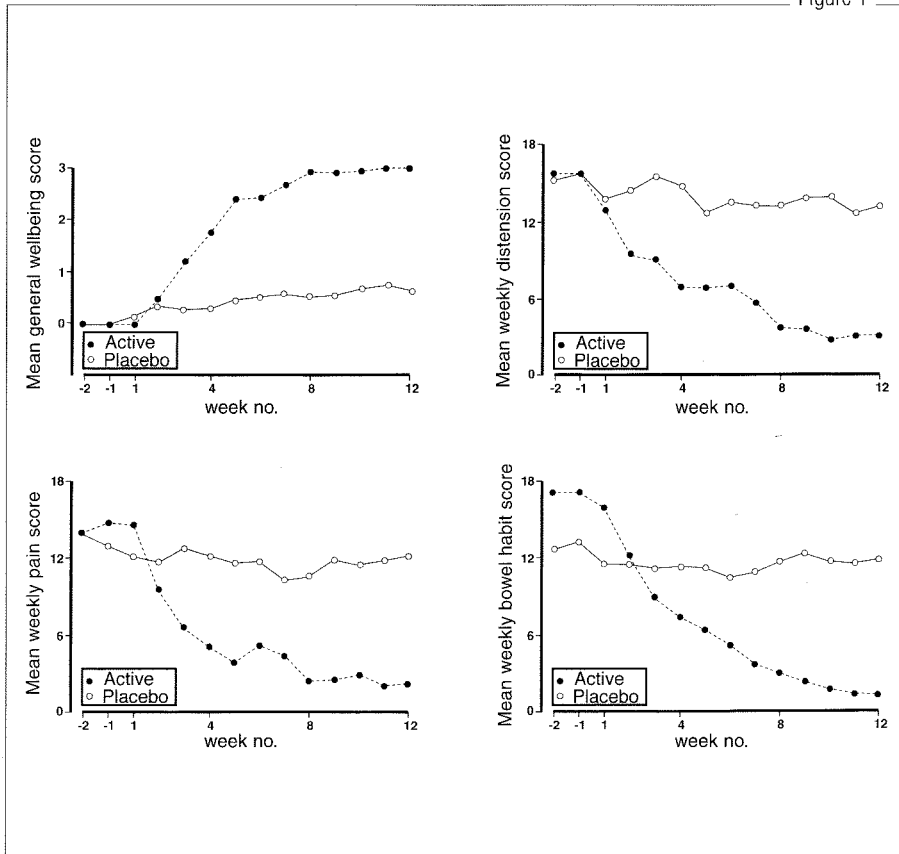 Figure 1
Mean general wellbeing score
3
2
1
0
Active
Placebo
-2 -1 1 4 8 12
week no.
Mean weekly distension score
18
12
6
0
Active
Placebo
-2 -1 1 4 8 12
week no.
Mean weekly pain score
18
12
6
0
Active
Placebo
-2 -1 1 4 8 12
week no.
Mean weekly bowel habit score
18
12
6
0
Active
Placebo
-2 -1 1 4 8 12
week no.